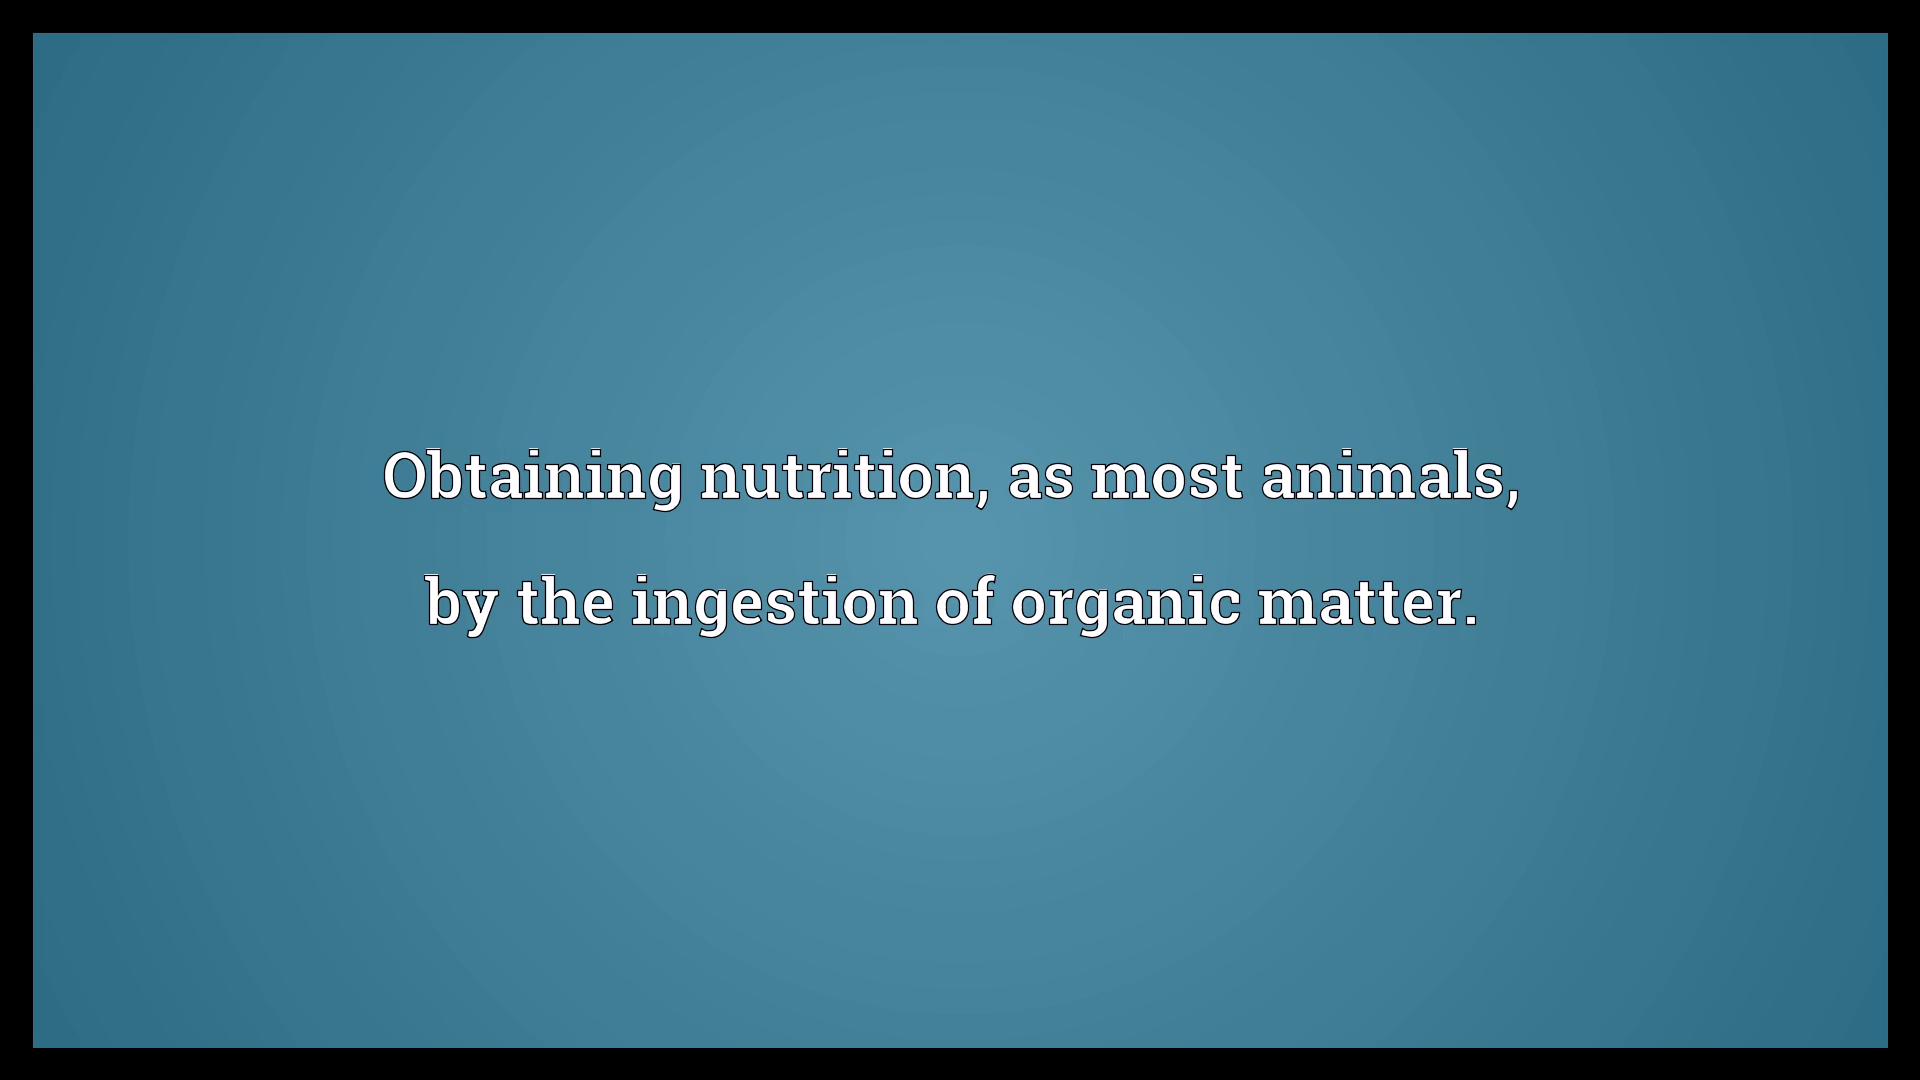 Obtaining nutrition, as most animals,
by the ingestion of organic matter.